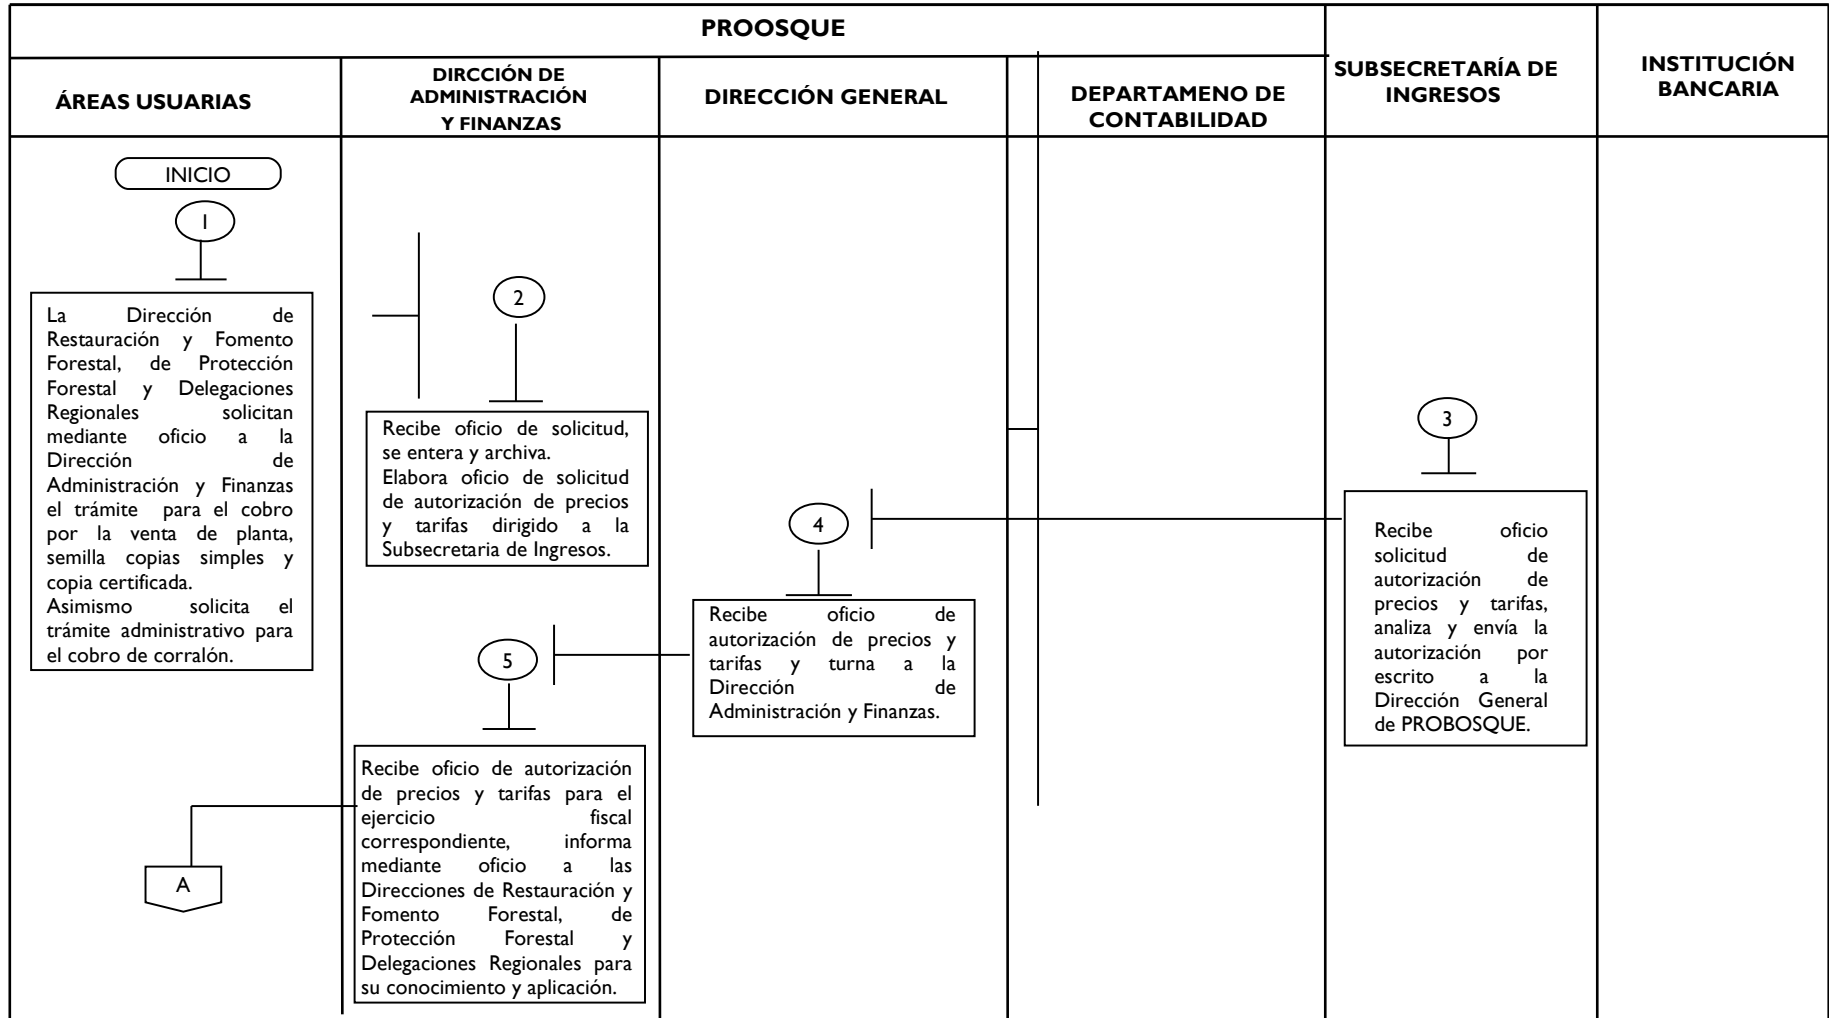 PROOSQUE
ÁREAS USUARIAS
DIRCCIÓN DE
ADMINISTRACIÓN
Y FINANZAS
DIRECCIÓN GENERAL
DEPARTAMENO DE
CONTABILIDAD
SUBSECRETARÍA DE
INGRESOS
INSTITUCIÓN
BANCARIA
INICIO
1
La Dirección de
Restauración y Fomento
Forestal, de Protección
Forestal y Delegaciones
Regionales solicitan
mediante oficio a la
Dirección de
Administración y Finanzas
el trámite para el cobro
por la venta de planta,
semilla copias simples y
copia certificada.
Asimismo solicita el
trámite administrativo para
el cobro de corralón.
2
Recibe oficio de solicitud,
se entera y archiva.
Elabora oficio de solicitud
de autorización de precios
y tarifas dirigido a la
Subsecretaria de Ingresos.
3
Recibe oficio
solicitud de
autorización de
precios y tarifas,
analiza y envía la
autorización por
escrito a la
Dirección General
de PROBOSQUE.
4
Recibe oficio de
autorización de precios y
tarifas y turna a la
Dirección de
Administración y Finanzas.
5
Recibe oficio de autorización
de precios y tarifas para el
ejercicio fiscal
correspondiente, informa
mediante oficio a las
Direcciones de Restauración y
Fomento Forestal, de
Protección Forestal y
Delegaciones Regionales para
su conocimiento y aplicación.
A